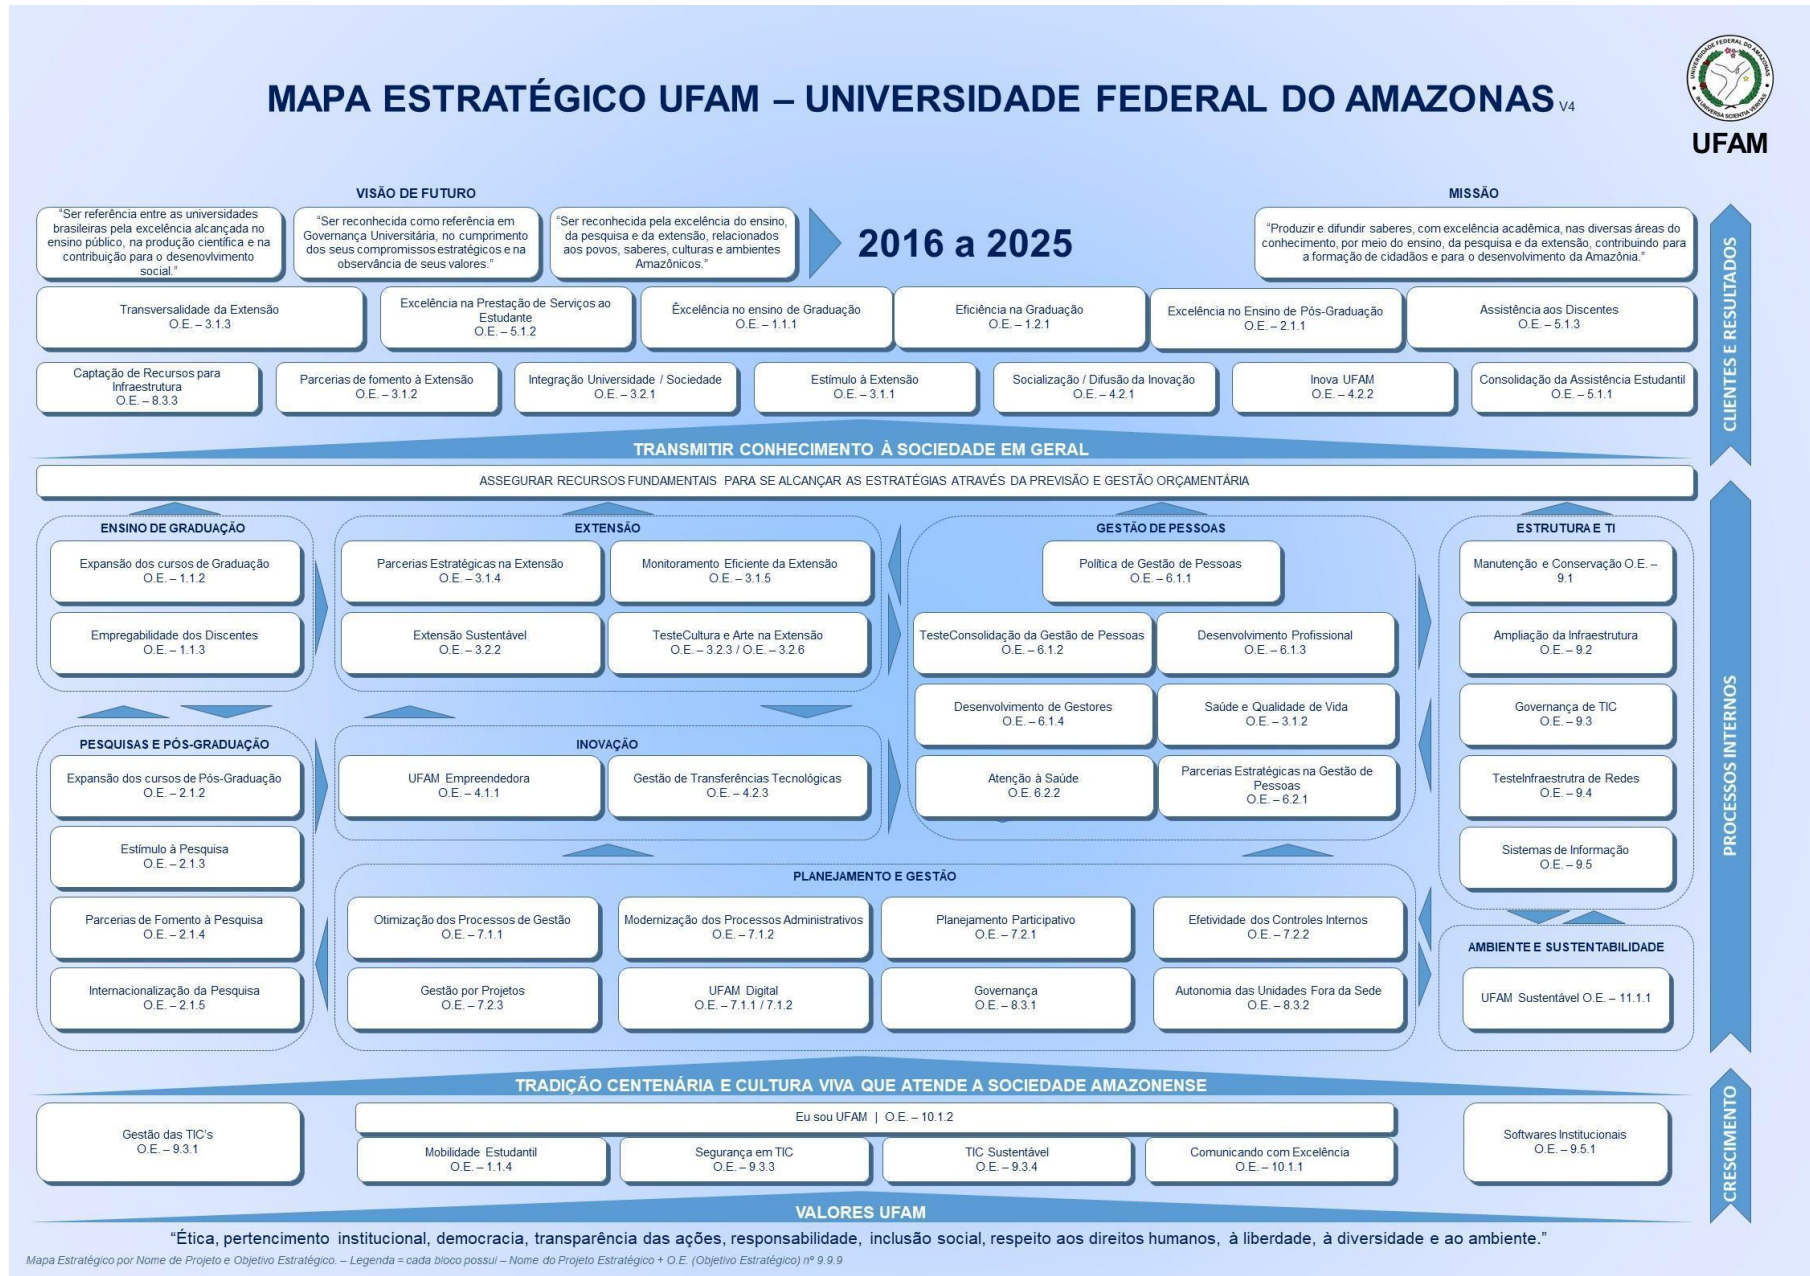 MAPA ESTRATÉGICO UFAM – UNIVERSIDADE FEDERAL DO AMAZONAS V4
UNIVERSIDADE FEDERAL DO AMAZONAS
IN UNIVERSA SCIENTIA VERITAS
UFAM
VISÃO DE FUTURO
“Ser referência entre as universidades
brasileiras pela excelência alcançada no
ensino público, na produção científica e na
contribuição para o desenovlvimento
social.”
“Ser reconhecida como referência em
Governança Universitária, no cumprimento
dos seus compromissos estratégicos e na
observância de seus valores.”
“Ser reconhecida pela excelência do ensino,
da pesquisa e da extensão, relacionados
aos povos, saberes, culturas e ambientes
Amazônicos.”
2016 a 2025
MISSÃO
“Produzir e difundir saberes, com excelência acadêmica, nas diversas áreas do
conhecimento, por meio do ensino, da pesquisa e da extensão, contribuindo para
a formação de cidadãos e para o desenvolvimento da Amazônia.”
CLIENTES E RESULTADOS
Transversalidade da Extensão
O.E. – 3.1.3
Excelência na Prestação de Serviços ao
Estudante
O.E. – 5.1.2
Êxcelência no ensino de Graduação
O.E. – 1.1.1
Eficiência na Graduação
O.E. – 1.2.1
Excelência no Ensino de Pós-Graduação
O.E. – 2.1.1
Assistência aos Discentes
O.E. – 5.1.3
Captação de Recursos para
Infraestrutura
O.E. – 8.3.3
Parcerias de fomento à Extensão
O.E. – 3.1.2
Integração Universidade / Sociedade
O.E. – 3.2.1
Estímulo à Extensão
O.E. – 3.1.1
Socialização / Difusão da Inovação
O.E. – 4.2.1
Inova UFAM
O.E. – 4.2.2
Consolidação da Assistência Estudantil
O.E. – 5.1.1
TRANSMITIR CONHECIMENTO À SOCIEDADE EM GERAL
ASSEGURAR RECURSOS FUNDAMENTAIS PARA SE ALCANÇAR AS ESTRATÉGIAS ATRAVÉS DA PREVISÃO E GESTÃO ORÇAMENTÁRIA
PROCESSOS INTERNOS
ENSINO DE GRADUAÇÃO
Expansão dos cursos de Graduação
O.E. – 1.1.2
Empregabilidade dos Discentes
O.E. – 1.1.3
EXTENSÃO
Parcerias Estratégicas na Extensão
O.E. – 3.1.4
Monitoramento Eficiente da Extensão
O.E. – 3.1.5
Extensão Sustentável
O.E. – 3.2.2
TesteCultura e Arte na Extensão
O.E. – 3.2.3 / O.E. – 3.2.6
GESTÃO DE PESSOAS
Política de Gestão de Pessoas
O.E. – 6.1.1
TesteConsolidação da Gestão de Pessoas
O.E. – 6.1.2
Desenvolvimento Profissional
O.E. – 6.1.3
Desenvolvimento de Gestores
O.E. – 6.1.4
Saúde e Qualidade de Vida
O.E. – 3.1.2
Atenção à Saúde
O.E. 6.2.2
Parcerias Estratégicas na Gestão de
Pessoas
O.E. – 6.2.1
ESTRUTURA E TI
Manutenção e Conservação O.E. –
9.1
Ampliação da Infraestrutura
O.E. – 9.2
Governança de TIC
O.E. – 9.3
TesteInfraestrutra de Redes
O.E. – 9.4
Sistemas de Informação
O.E. – 9.5
PESQUISAS E PÓS-GRADUAÇÃO
Expansão dos cursos de Pós-Graduação
O.E. – 2.1.2
Estímulo à Pesquisa
O.E. – 2.1.3
Parcerias de Fomento à Pesquisa
O.E. – 2.1.4
Internacionalização da Pesquisa
O.E. – 2.1.5
INOVAÇÃO
UFAM Empreendedora
O.E. – 4.1.1
Gestão de Transferências Tecnológicas
O.E. – 4.2.3
PLANEJAMENTO E GESTÃO
Otimização dos Processos de Gestão
O.E. – 7.1.1
Modernização dos Processos Administrativos
O.E. – 7.1.2
Planejamento Participativo
O.E. – 7.2.1
Efetividade dos Controles Internos
O.E. – 7.2.2
Gestão por Projetos
O.E. – 7.2.3
UFAM Digital
O.E. – 7.1.1 / 7.1.2
Governança
O.E. – 8.3.1
Autonomia das Unidades Fora da Sede
O.E. – 8.3.2
AMBIENTE E SUSTENTABILIDADE
UFAM Sustentável O.E. – 11.1.1
TRADIÇÃO CENTENÁRIA E CULTURA VIVA QUE ATENDE A SOCIEDADE AMAZONENSE
CRESCIMENTO
Gestão das TIC’s
O.E. – 9.3.1
Eu sou UFAM | O.E. – 10.1.2
Mobilidade Estudantil
O.E. – 1.1.4
Segurança em TIC
O.E. – 9.3.3
TIC Sustentável
O.E. – 9.3.4
Comunicando com Excelência
O.E. – 10.1.1
Softwares Institucionais
O.E. – 9.5.1
VALORES UFAM
“Ética, pertencimento institucional, democracia, transparência das ações, responsabilidade, inclusão social, respeito aos direitos humanos, à liberdade, à diversidade e ao ambiente.”
Mapa Estratégico por Nome de Projeto e Objetivo Estratégico. – Legenda = cada bloco possui – Nome do Projeto Estratégico + O.E. (Objetivo Estratégico) nº 9.9.9